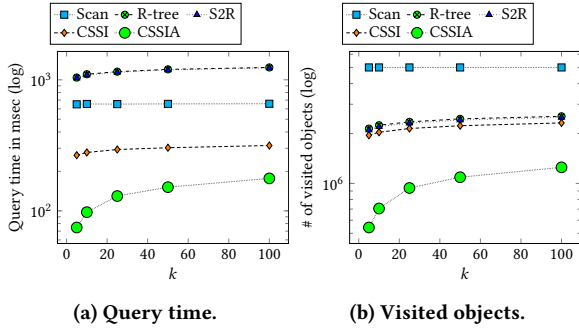 Scan R-tree S2R
CSSI CSSIA
Query time in msec (log)
10^3
10^2
0 20 40 60 80 100
k
(a) Query time.
Scan R-tree S2R
CSSI CSSIA
# of visited objects (log)
10^6
0 20 40 60 80 100
k
(b) Visited objects.